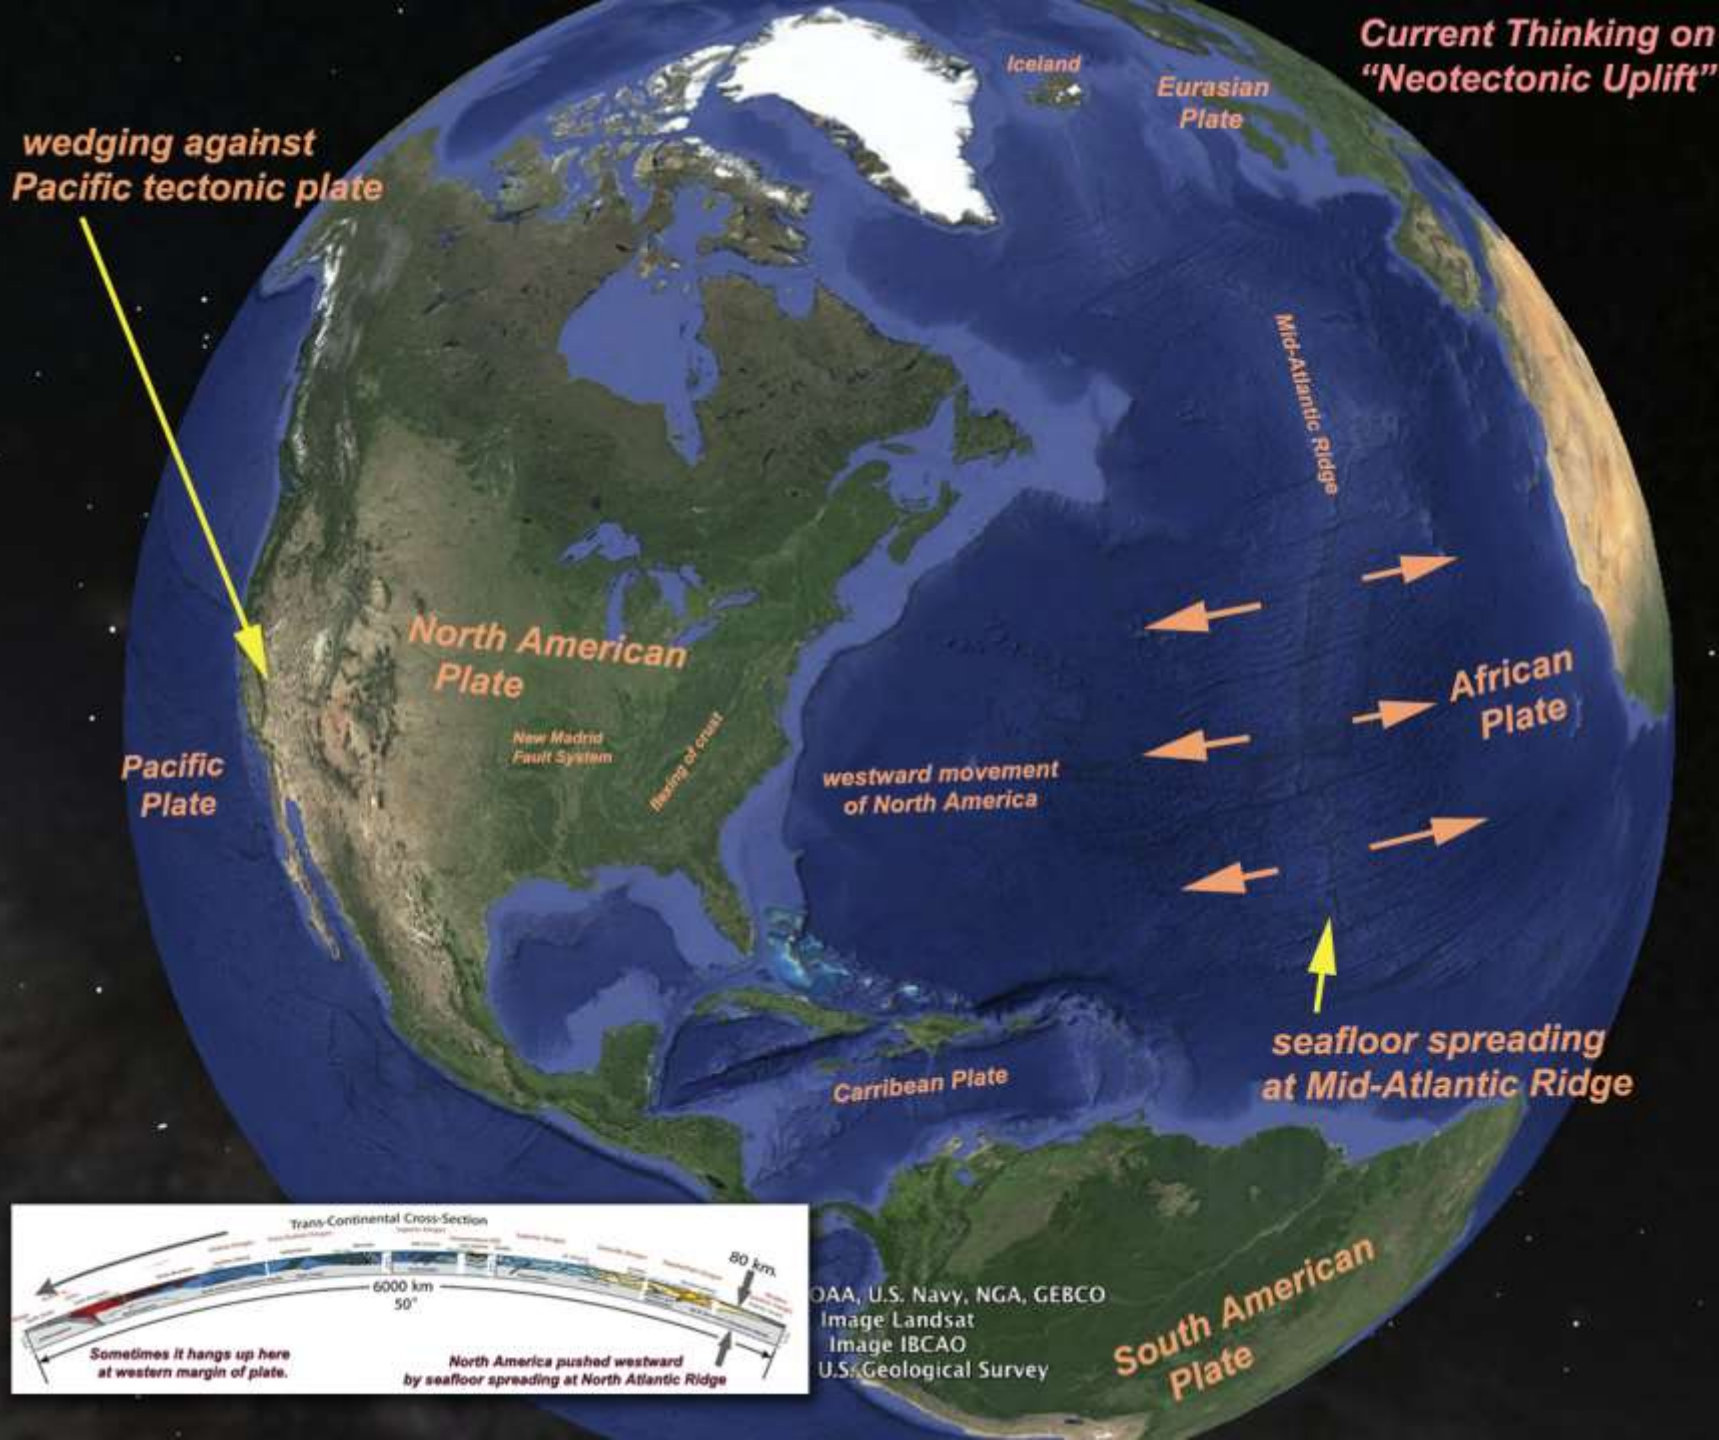 Current Thinking on
“Neotectonic Uplift”
Iceland
Eurasian
Plate
wedging against
Pacific tectonic plate
Mid-Atlantic Ridge
North American
Plate
New Madrid
Fault System
flexing of crust
African
Plate
Pacific
Plate
westward movement
of North America
seafloor spreading
at Mid-Atlantic Ridge
Carribean Plate
South American
Plate
Trans-Continental Cross-Section
80 km.
6000 km
50°
Sometimes it hangs up here
at western margin of plate.
North America pushed westward
by seafloor spreading at North Atlantic Ridge
OAA, U.S. Navy, NGA, GEBCO
Image Landsat
Image IBCAO
U.S. Geological Survey